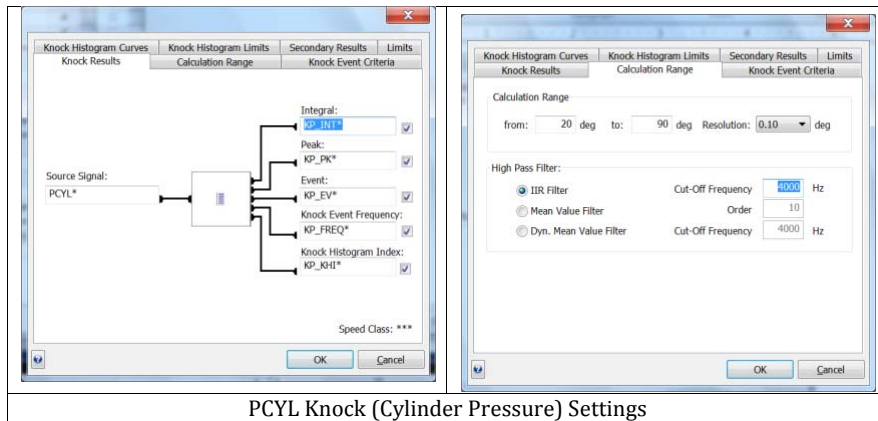 Knock Histogram Curves Knock Histogram Limits Secondary Results Limits
Knock Results Calculation Range Knock Event Criteria
Integral:
KP_INT*
Peak:
KP_PK*
Source Signal:
PCYL*
Event:
KP_EV*
Knock Event Frequency:
KP_FREQ*
Knock Histogram Index:
KP_KHI*
Speed Class: ***
OK Cancel
Knock Histogram Curves Knock Histogram Limits Secondary Results Limits
Knock Results Calculation Range Knock Event Criteria
Calculation Range
from: 20 deg to: 90 deg Resolution: 0.10 deg
High Pass Filter:
IIR Filter Cut-Off Frequency 4000 Hz
Mean Value Filter Order 10
Dyn. Mean Value Filter Cut-Off Frequency 4000 Hz
OK Cancel
PCYL Knock (Cylinder Pressure) Settings